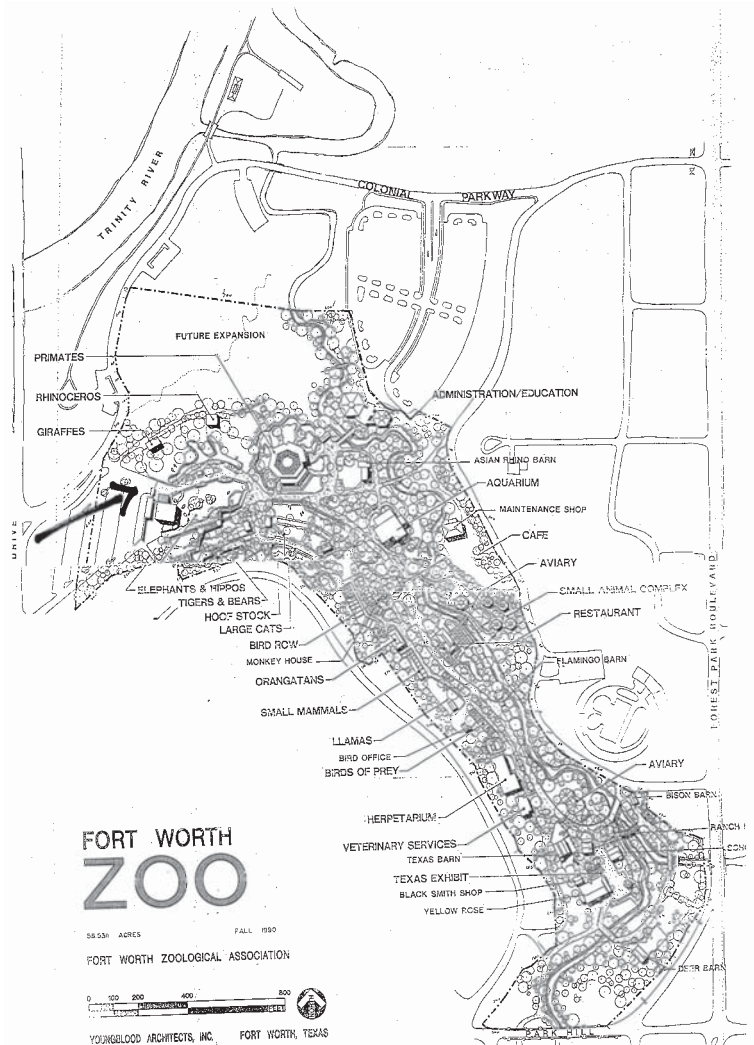 TRINITY RIVER
COLONIAL PARKWAY
FUTURE EXPANSION
PRIMATES
RHINOCEROS
ADMINISTRATION/EDUCATION
GIRAFFES
ASIAN RHINO BARN
AQUARIUM
MAINTENANCE SHOP
DRIVE
CAFE
AVIARY
ELEPHANTS & HIPPOS
SMALL ANIMAL COMPLEX
TIGERS & BEARS
HOOF STOCK
RESTAURANT
LARGE CATS
BIRD ROW
FOREST PARK BOULEVARD
MONKEY HOUSE
FLAMINGO BARN
ORANGATANS
SMALL MAMMALS
LLAMAS
BIRD OFFICE
AVIARY
BIRDS OF PREY
BISON BARN
HERPETARIUM
RANCH
FORT WORTH
VETERINARY SERVICES
ZOO
TEXAS BARN
TEXAS EXHIBIT
BLACK SMITH SHOP
YELLOW ROSE
ACRES FALL 1990
FORT WORTH ZOOLOGICAL ASSOCIATION
DEER BARN
0 100 200 400 800
FEET
YOUNGBLOOD ARCHITECTS, INC. FORT WORTH, TEXAS
PARK HILL